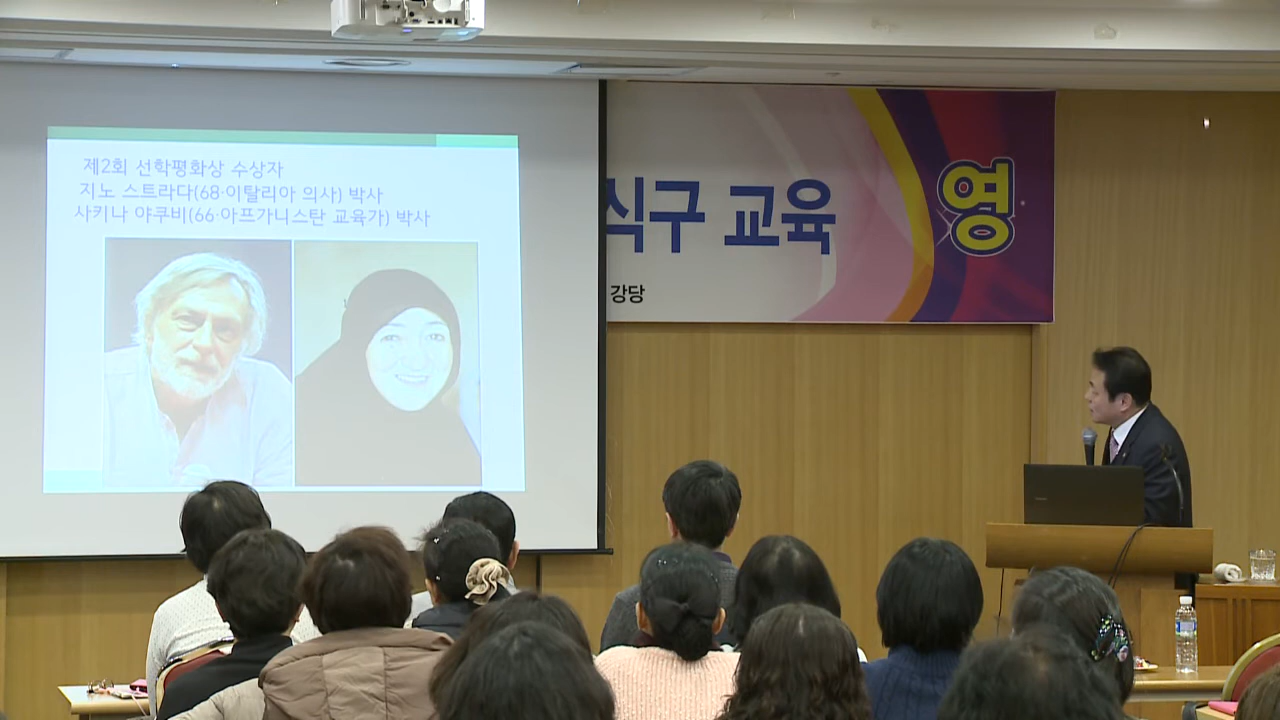 제2회 선학평화상 수상자
지노 스트라다(68·이탈리아 의사) 박사
사키나 야쿠비(66·아프가니스탄 교육가) 박사
식구 교육
영
강당